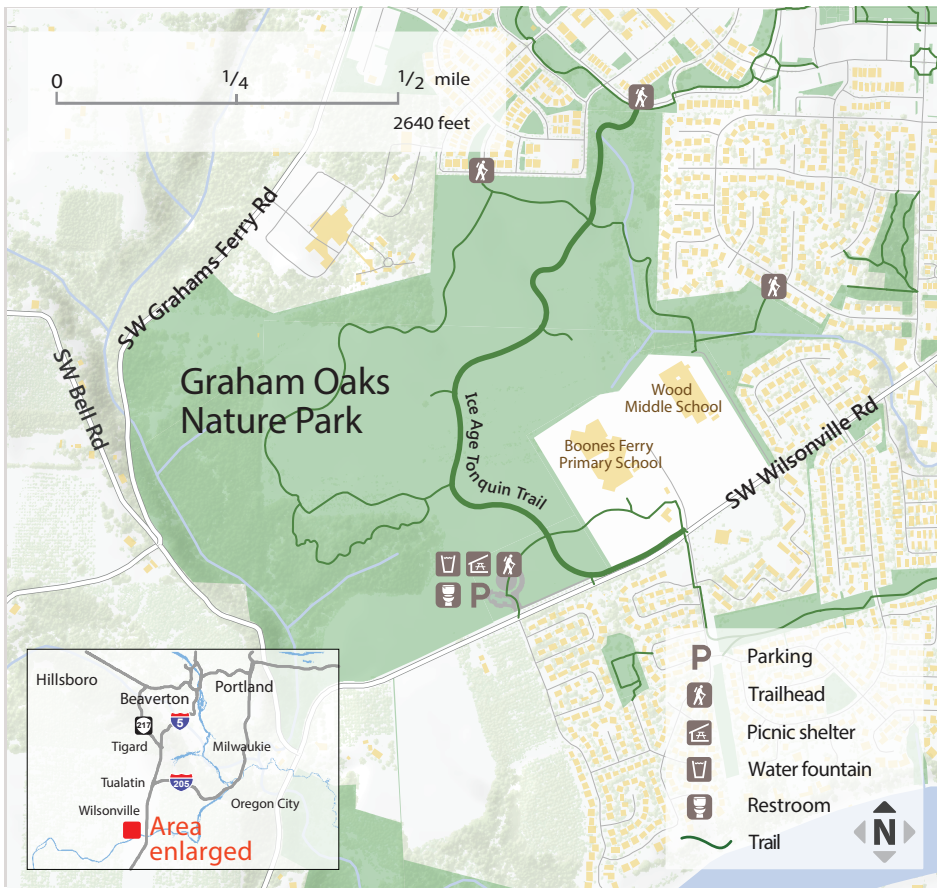 0 1/4 1/2 mile
2640 feet
SW Grahams Ferry Rd
SW Bell Rd
Graham Oaks
Nature Park
Ice Age Tonquin Trail
Wood
Middle School
Boones Ferry
Primary School
SW Wilsonville Rd
P
Hillsboro
Beaverton
Portland
217
5
Tigard
Milwaukie
Tualatin
205
Wilsonville
Oregon City
Area
enlarged
P Parking
Trailhead
Picnic shelter
Water fountain
Restroom
Trail
N